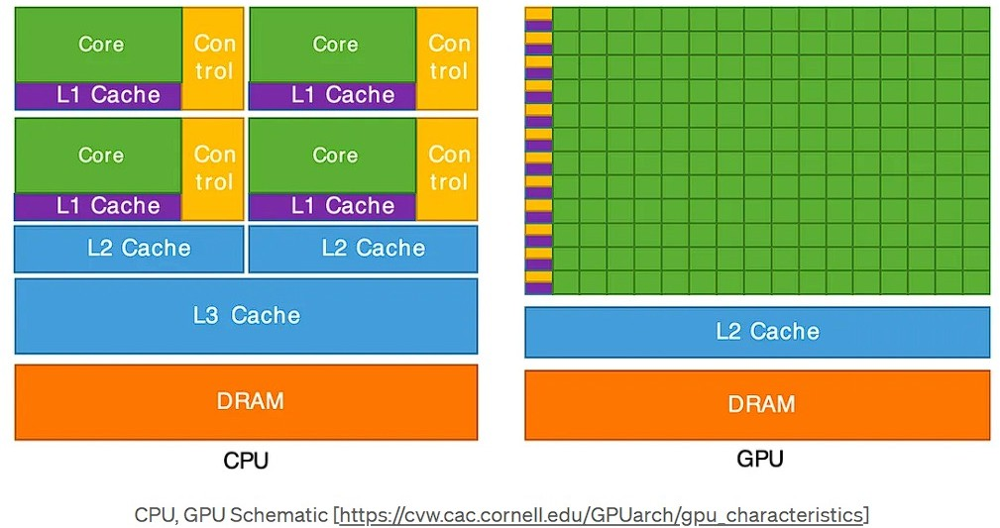 Core
Con
trol
Core
Con
trol
L1 Cache
L1 Cache
Core
Con
trol
Core
Con
trol
L1 Cache
L1 Cache
L2 Cache
L2 Cache
L3 Cache
DRAM
CPU
L2 Cache
DRAM
GPU
CPU, GPU Schematic [https://cvw.cac.cornell.edu/GPUarch/gpu_characteristics]